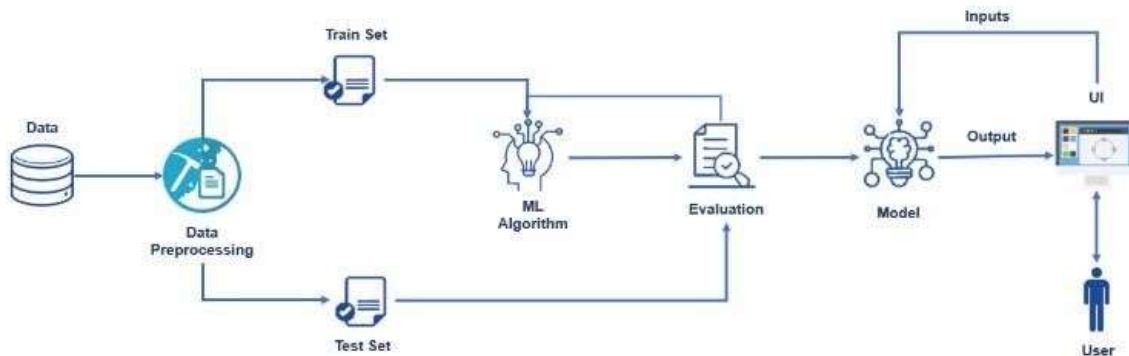 Inputs
Train Set
UI
Data
Output
ML
Algorithm
Evaluation
Model
Data
Preprocessing
Test Set
User